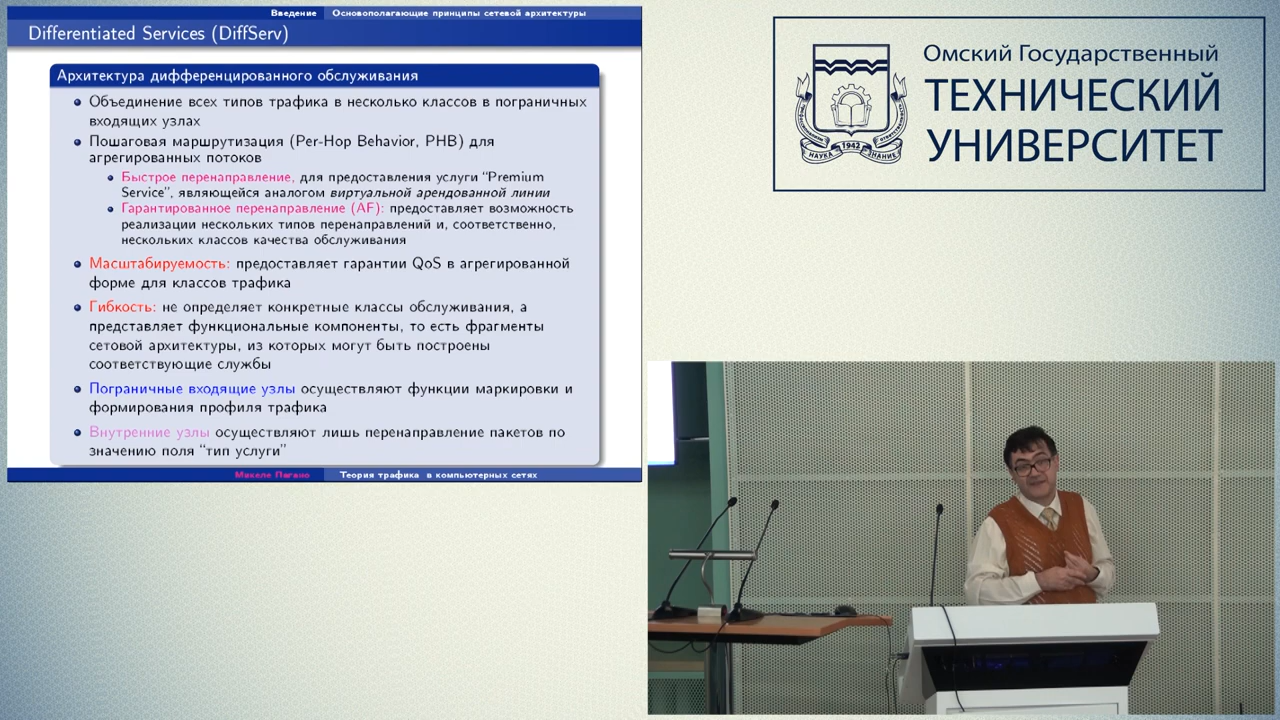 Введение Основополагающие принципы сетевой архитектуры
Differentiated Services (DiffServ)
Архитектура дифференцированного обслуживания
Объединение всех типов трафика в несколько классов в пограничных
входящих узлах
Пошаговая маршрутизация (Per-Hop Behavior, PHB) для
агрегированных потоков
Быстрое перенаправление, для предоставления услуги “Premium
Service”, являющейся аналогом виртуальной арендованной линии
Гарантированное перенаправление (AF): предоставляет возможность
реализации нескольких типов перенаправлений и, соответственно,
нескольких классов качества обслуживания
Масштабируемость: предоставляет гарантии QoS в агрегированной
форме для классов трафика
Гибкость: не определяет конкретные классы обслуживания, а
представляет функциональные компоненты, то есть фрагменты
сетевой архитектуры, из которых могут быть построены
соответствующие службы
Пограничные входящие узлы осуществляют функции маркировки и
формирования профиля трафика
Внутренние узлы осуществляют лишь перенаправление пакетов по
значению поля “тип услуги”
Микеле Пагано Теория трафика в компьютерных сетях
Омский Государственный
ТЕХНИЧЕСКИЙ
УНИВЕРСИТЕТ
НАУКА 1942 ЗНАНИЕ